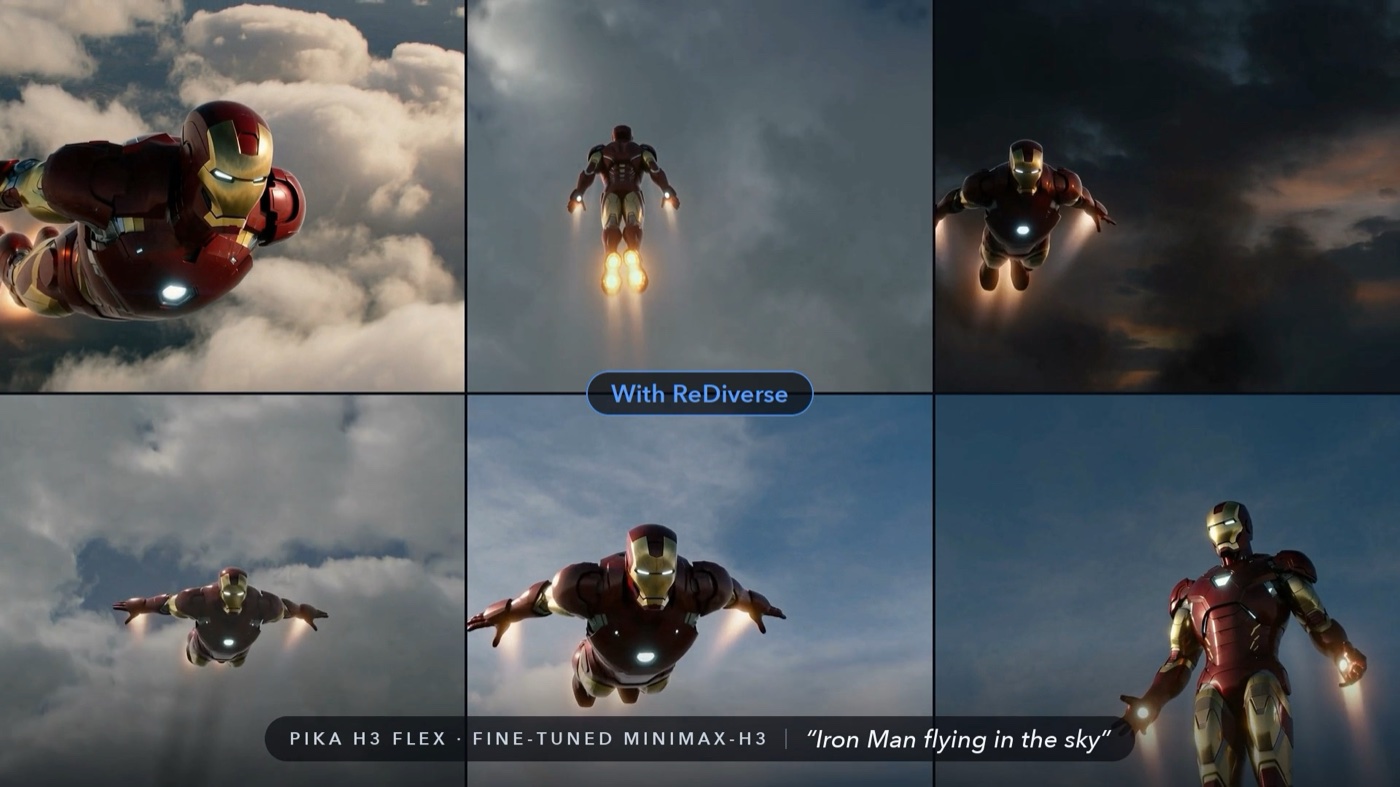 With ReDiverse
PIKA H3 FLEX · FINE-TUNED MINIMAX-H3 | “Iron Man flying in the sky”